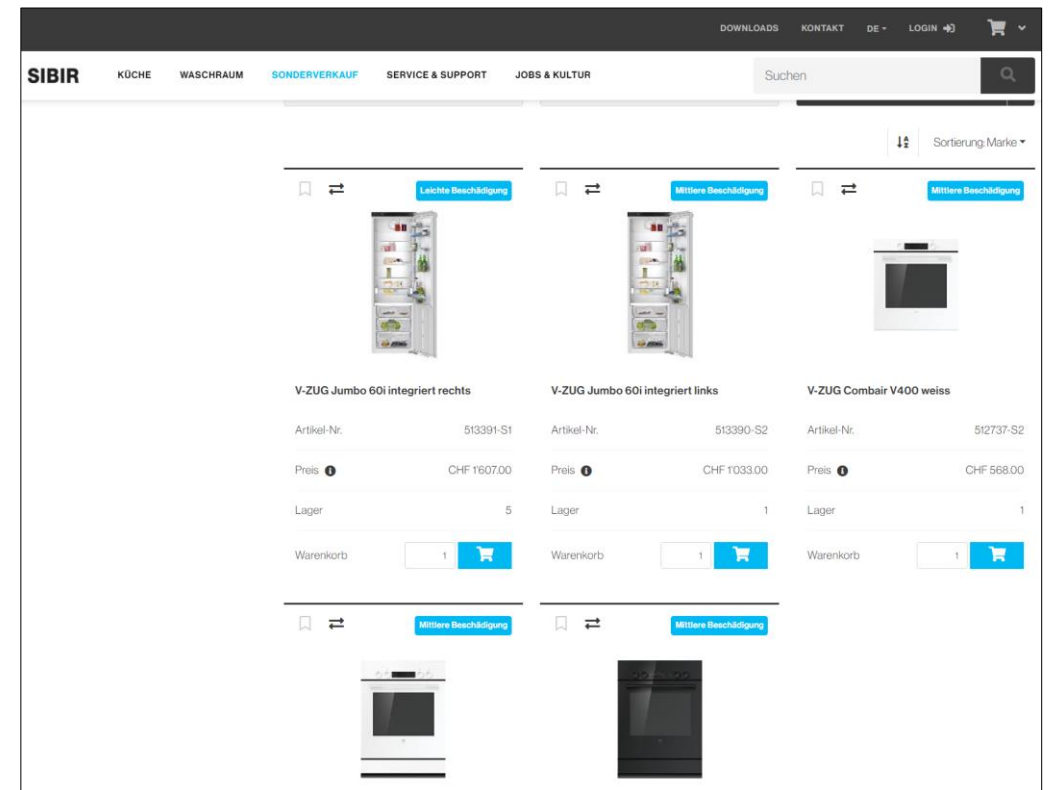 DOWNLOADS KONTAKT DE LOGIN
SIBIR KÜCHE WASCHRAUM SONDERVERKAUF SERVICE & SUPPORT JOBS & KULTUR Suchen
Sortierung: Marke
Leichte Beschädigung Mittlere Beschädigung Mittlere Beschädigung
V-ZUG Jumbo 60i integriert rechts V-ZUG Jumbo 60i integriert links V-ZUG Combair V400 weiss
Artikel-Nr. 513391-S1 Artikel-Nr. 513390-S2 Artikel-Nr. 512737-S2
Preis CHF 1'607.00 Preis CHF 1'033.00 Preis CHF 568.00
Lager 5 Lager 1 Lager 1
Warenkorb 1 Warenkorb 1 Warenkorb 1
Mittlere Beschädigung Mittlere Beschädigung